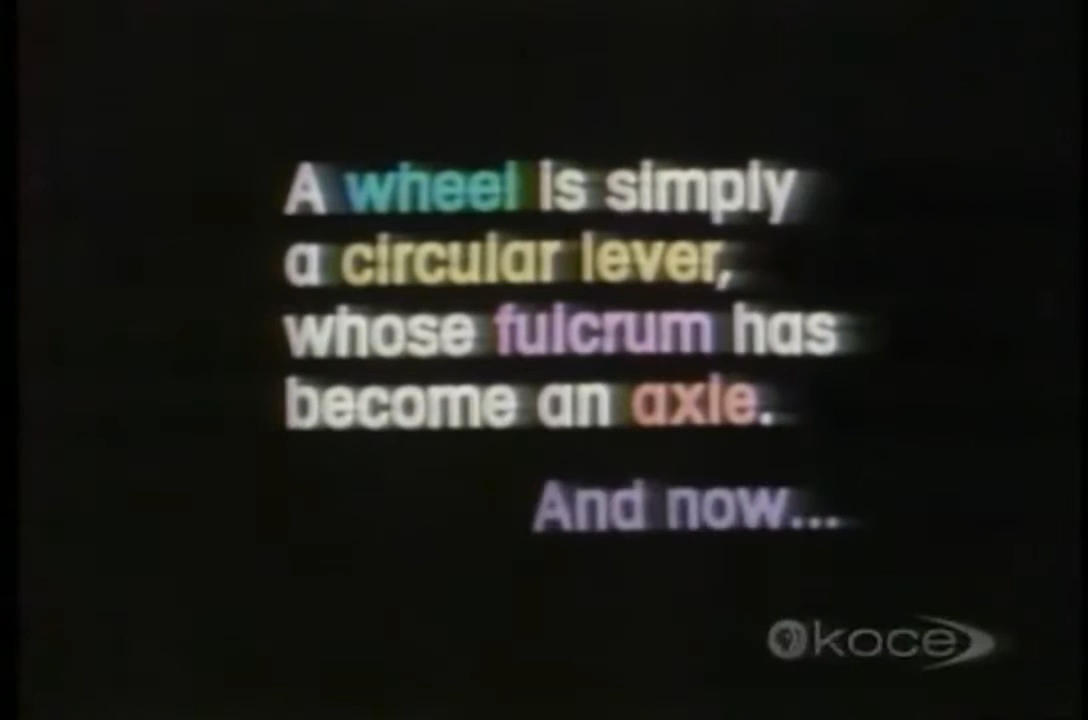 A wheel is simply
a circular lever,
whose fulcrum has
become an axle.
And now...
koce